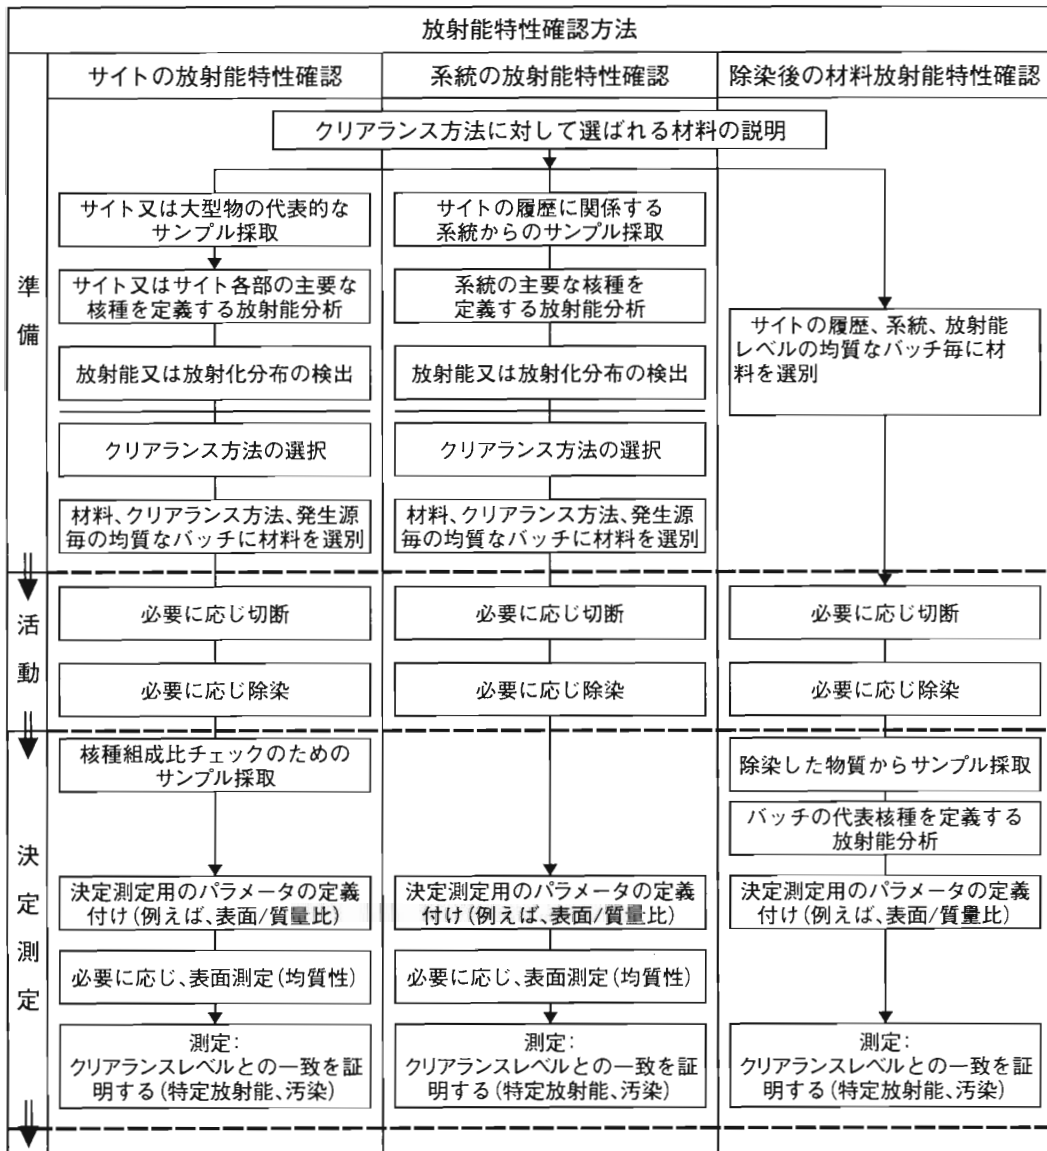 放射能特性確認方法
サイトの放射能特性確認
系統の放射能特性確認
除染後の材料放射能特性確認
クリアランス方法に対して選ばれる材料の説明
準
備
サイト又は大型物の代表的な
サンプル採取
サイトの履歴に関係する
系統からのサンプル採取
サイト又はサイト各部の主要な
核種を定義する放射能分析
系統の主要な核種を
定義する放射能分析
サイトの履歴、系統、放射能
レベルの均質なバッチ毎に材
料を選別
放射能又は放射化分布の検出
放射能又は放射化分布の検出
クリアランス方法の選択
クリアランス方法の選択
材料、クリアランス方法、発生源
毎の均質なバッチに材料を選別
材料、クリアランス方法、発生源
毎の均質なバッチに材料を選別
活
動
必要に応じ切断
必要に応じ切断
必要に応じ切断
必要に応じ除染
必要に応じ除染
必要に応じ除染
決
定
測
定
核種組成比チェックのための
サンプル採取
除染した物質からサンプル採取
バッチの代表核種を定義する
放射能分析
決定測定用のパラメータの定義
付け(例えば、表面/質量比)
決定測定用のパラメータの定義
付け(例えば、表面/質量比)
決定測定用のパラメータの定義
付け(例えば、表面/質量比)
必要に応じ、表面測定(均質性)
必要に応じ、表面測定(均質性)
測定:
クリアランスレベルとの一致を証
明する(特定放射能、汚染)
測定:
クリアランスレベルとの一致を証
明する(特定放射能、汚染)
測定:
クリアランスレベルとの一致を証
明する(特定放射能、汚染)